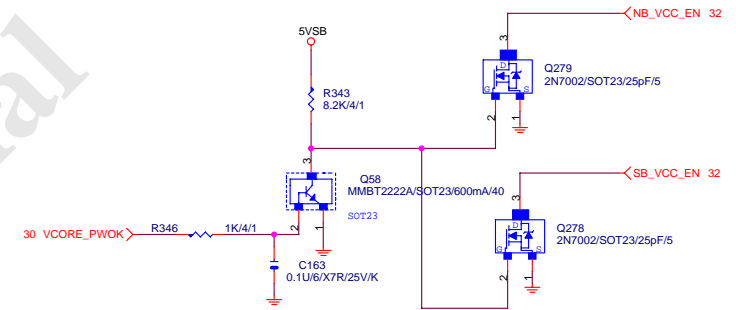 NB_VCC_EN 32
5VSB
3
D
Q279
2N7002/SOT23/25pF/5
G
S
R343
8.2K/4/1
2
1
3
Q58
MMBT2222A/SOT23/600mA/40
SB_VCC_EN 32
3
SOT23
D
Q278
2N7002/SOT23/25pF/5
30 VCORE_PWOK
R346
1K/4/1
2
1
G
S
C163
0.1U/6/X7R/25V/K
2
1